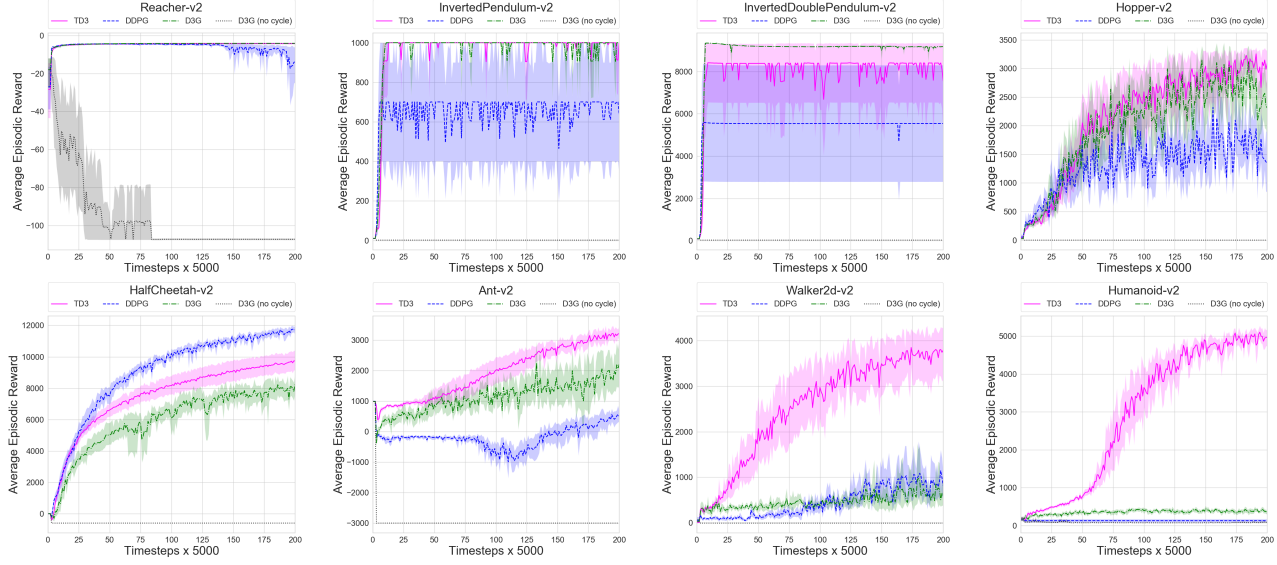 Reacher-v2
TD3 DDPG D3G D3G (no cycle)
Average Episodic Reward
0
−20
−40
−60
−80
−100
0 25 50 75 100 125 150 175 200
Timesteps x 5000
InvertedPendulum-v2
TD3 DDPG D3G D3G (no cycle)
Average Episodic Reward
1000
800
600
400
200
0
0 25 50 75 100 125 150 175 200
Timesteps x 5000
InvertedDoublePendulum-v2
TD3 DDPG D3G D3G (no cycle)
Average Episodic Reward
8000
6000
4000
2000
0
0 25 50 75 100 125 150 175 200
Timesteps x 5000
Hopper-v2
TD3 DDPG D3G D3G (no cycle)
Average Episodic Reward
3500
3000
2500
2000
1500
1000
500
0
0 25 50 75 100 125 150 175 200
Timesteps x 5000
HalfCheetah-v2
TD3 DDPG D3G D3G (no cycle)
Average Episodic Reward
12000
10000
8000
6000
4000
2000
0
0 25 50 75 100 125 150 175 200
Timesteps x 5000
Ant-v2
TD3 DDPG D3G D3G (no cycle)
Average Episodic Reward
3000
2000
1000
0
−1000
−2000
−3000
0 25 50 75 100 125 150 175 200
Timesteps x 5000
Walker2d-v2
TD3 DDPG D3G D3G (no cycle)
Average Episodic Reward
4000
3000
2000
1000
0
0 25 50 75 100 125 150 175 200
Timesteps x 5000
Humanoid-v2
TD3 DDPG D3G D3G (no cycle)
Average Episodic Reward
5000
4000
3000
2000
1000
0
0 25 50 75 100 125 150 175 200
Timesteps x 5000